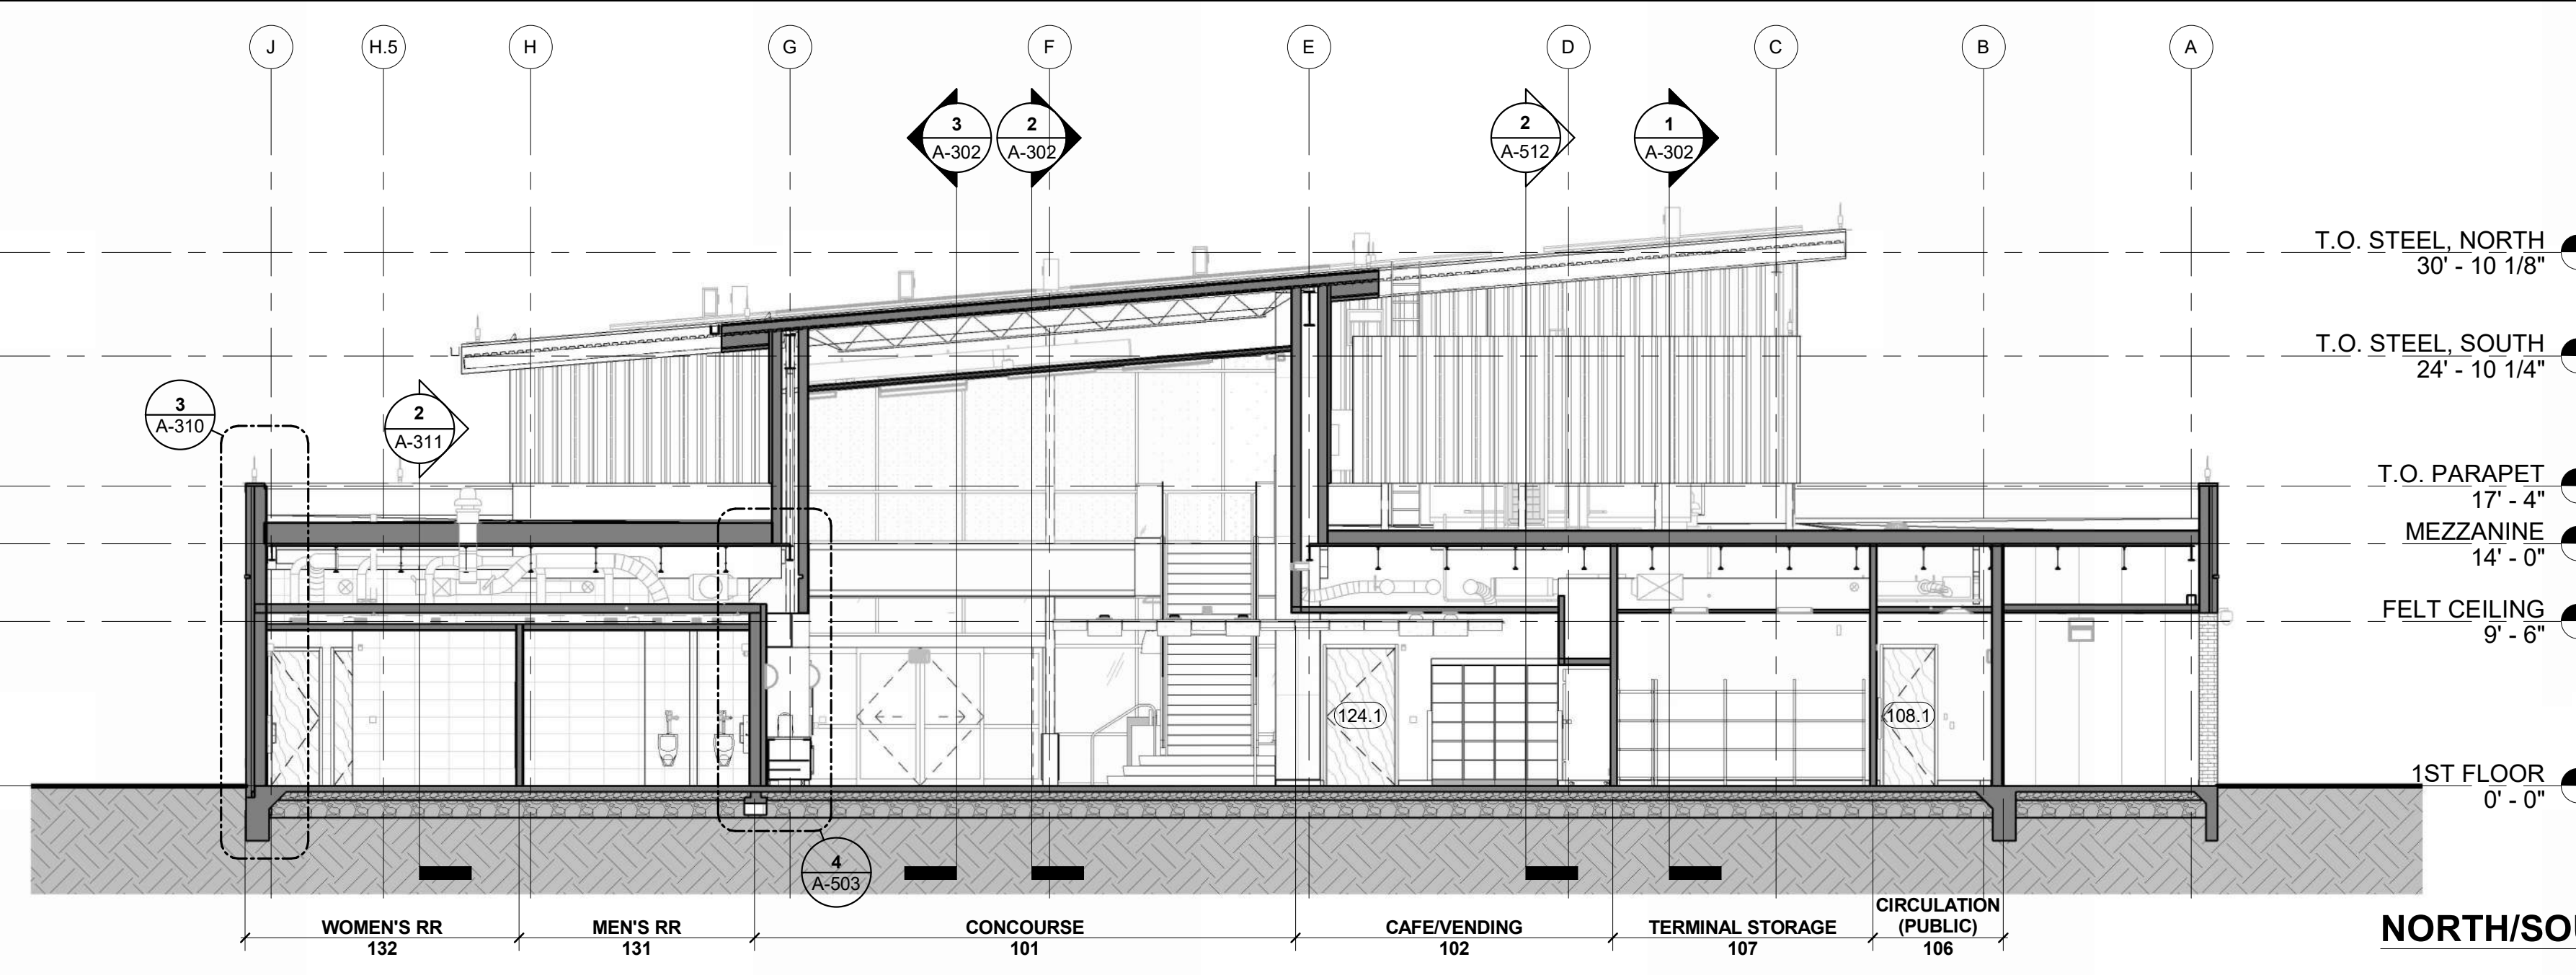 J
H.5
H
G
F
E
D
C
B
A
3
A-302
2
A-302
2
A-512
1
A-302
T.O. STEEL, NORTH
30' - 10 1/8"
T.O. STEEL, SOUTH
24' - 10 1/4"
3
A-310
2
A-311
T.O. PARAPET
17' - 4"
MEZZANINE
14' - 0"
FELT CEILING
9' - 6"
124.1
108.1
1ST FLOOR
0' - 0"
4
A-503
WOMEN'S RR
132
MEN'S RR
131
CONCOURSE
101
CAFE/VENDING
102
TERMINAL STORAGE
107
CIRCULATION
(PUBLIC)
106
NORTH/SOU